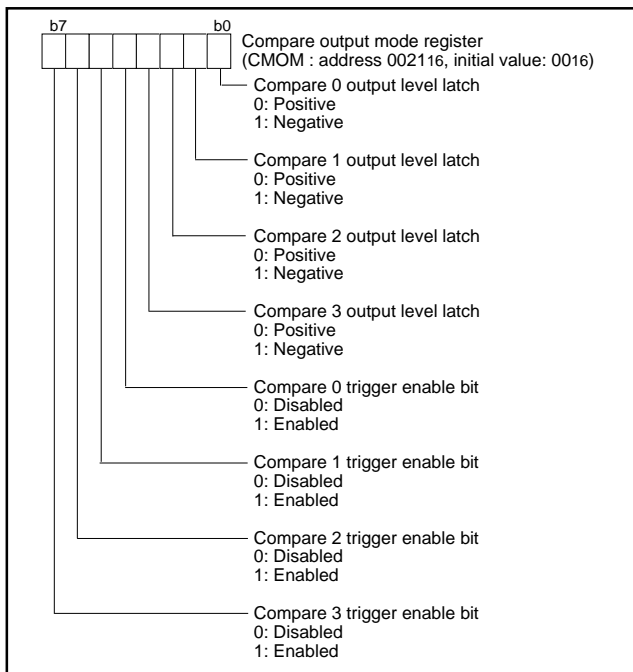 b7 b0
Compare output mode register
(CMOM : address 002116, initial value: 0016)
Compare 0 output level latch
0: Positive
1: Negative
Compare 1 output level latch
0: Positive
1: Negative
Compare 2 output level latch
0: Positive
1: Negative
Compare 3 output level latch
0: Positive
1: Negative
Compare 0 trigger enable bit
0: Disabled
1: Enabled
Compare 1 trigger enable bit
0: Disabled
1: Enabled
Compare 2 trigger enable bit
0: Disabled
1: Enabled
Compare 3 trigger enable bit
0: Disabled
1: Enabled